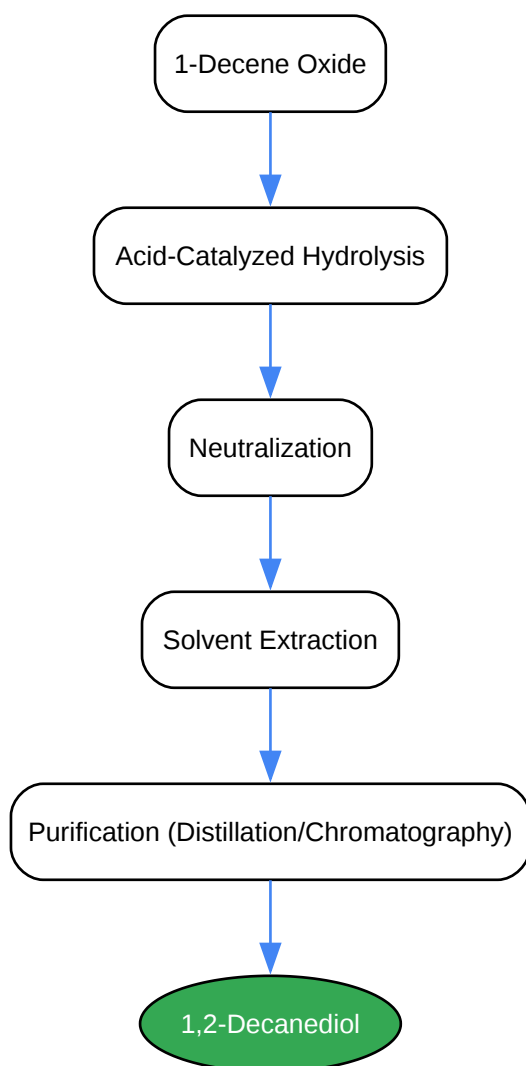 1-Decene Oxide
Acid-Catalyzed Hydrolysis
Neutralization
Solvent Extraction
Purification (Distillation/Chromatography)
1,2-Decanediol